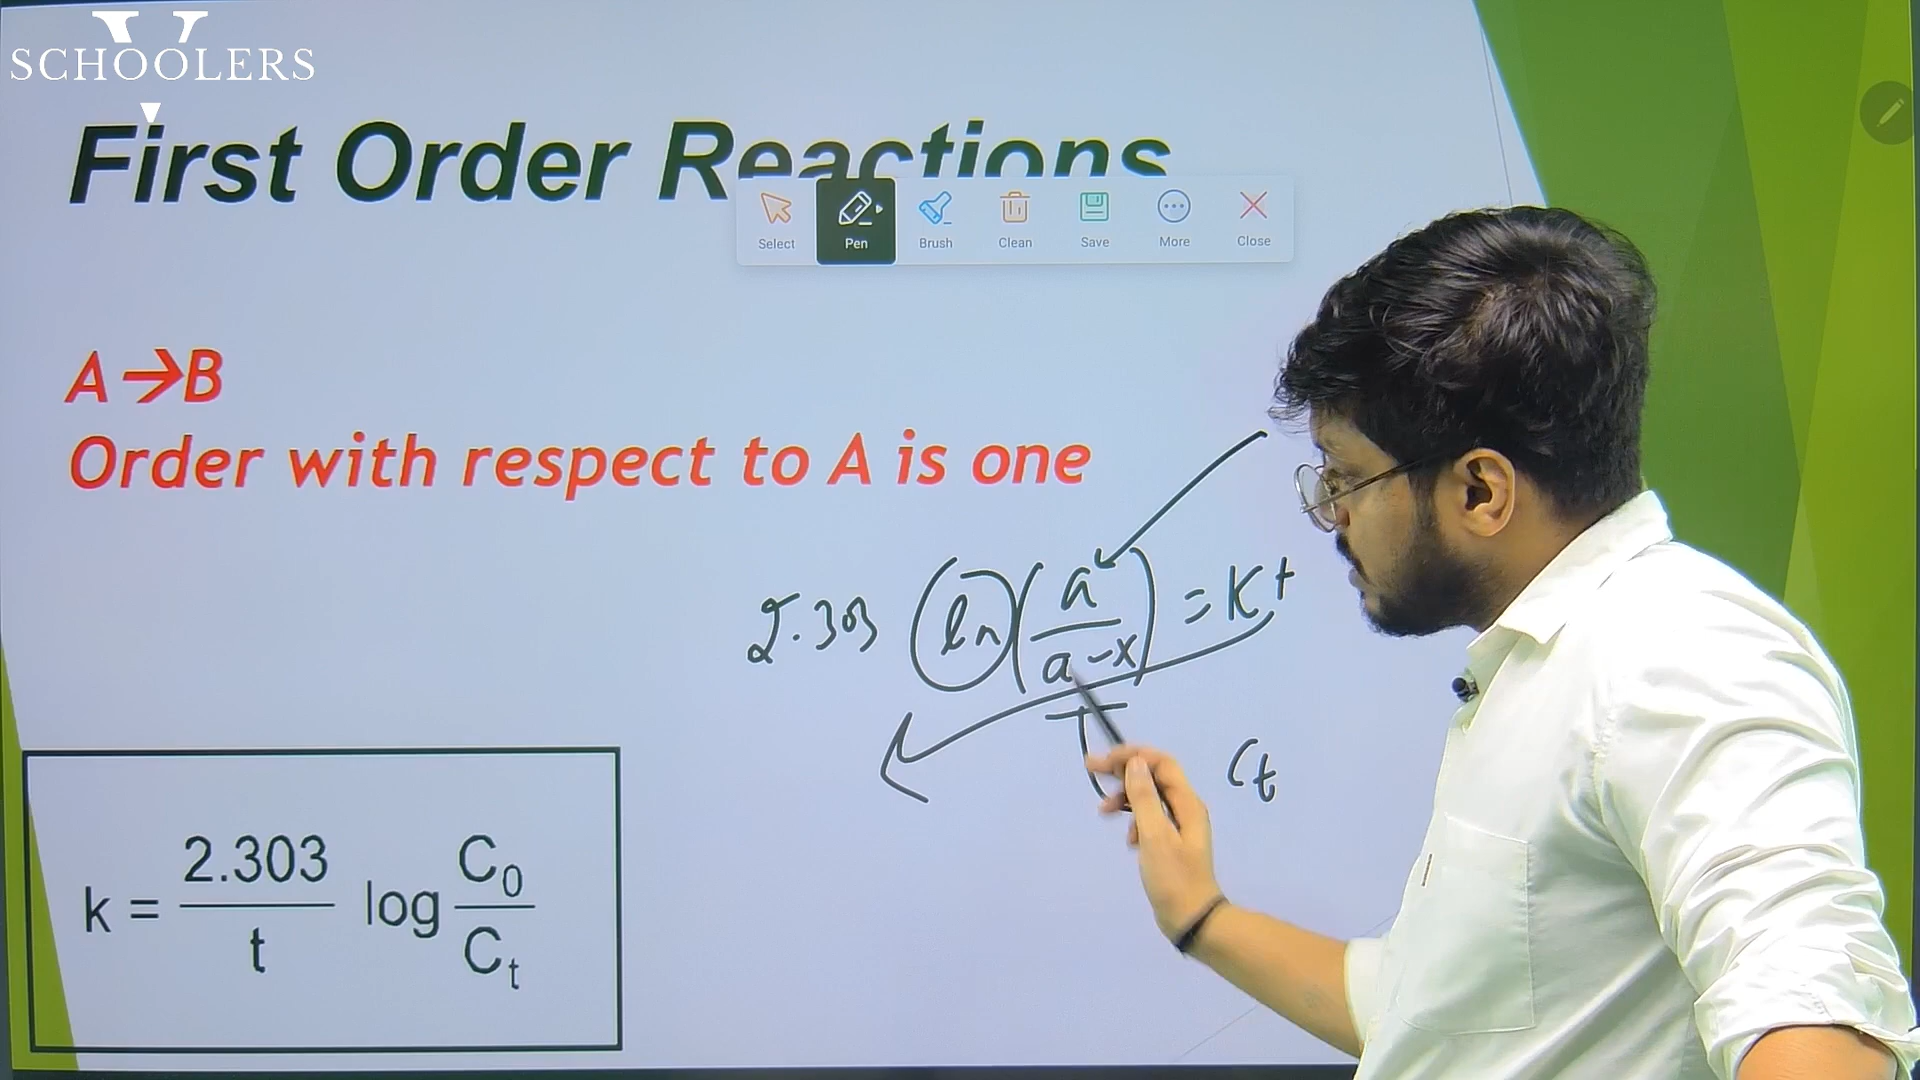 V
SCHOOLERS
First Order Reactions
Select Pen Brush Clean Save More Close
A → B
Order with respect to A is one
2.303 ln(a/a-x) = Kt
Ct
k = 2.303/t log C₀/Cₜ